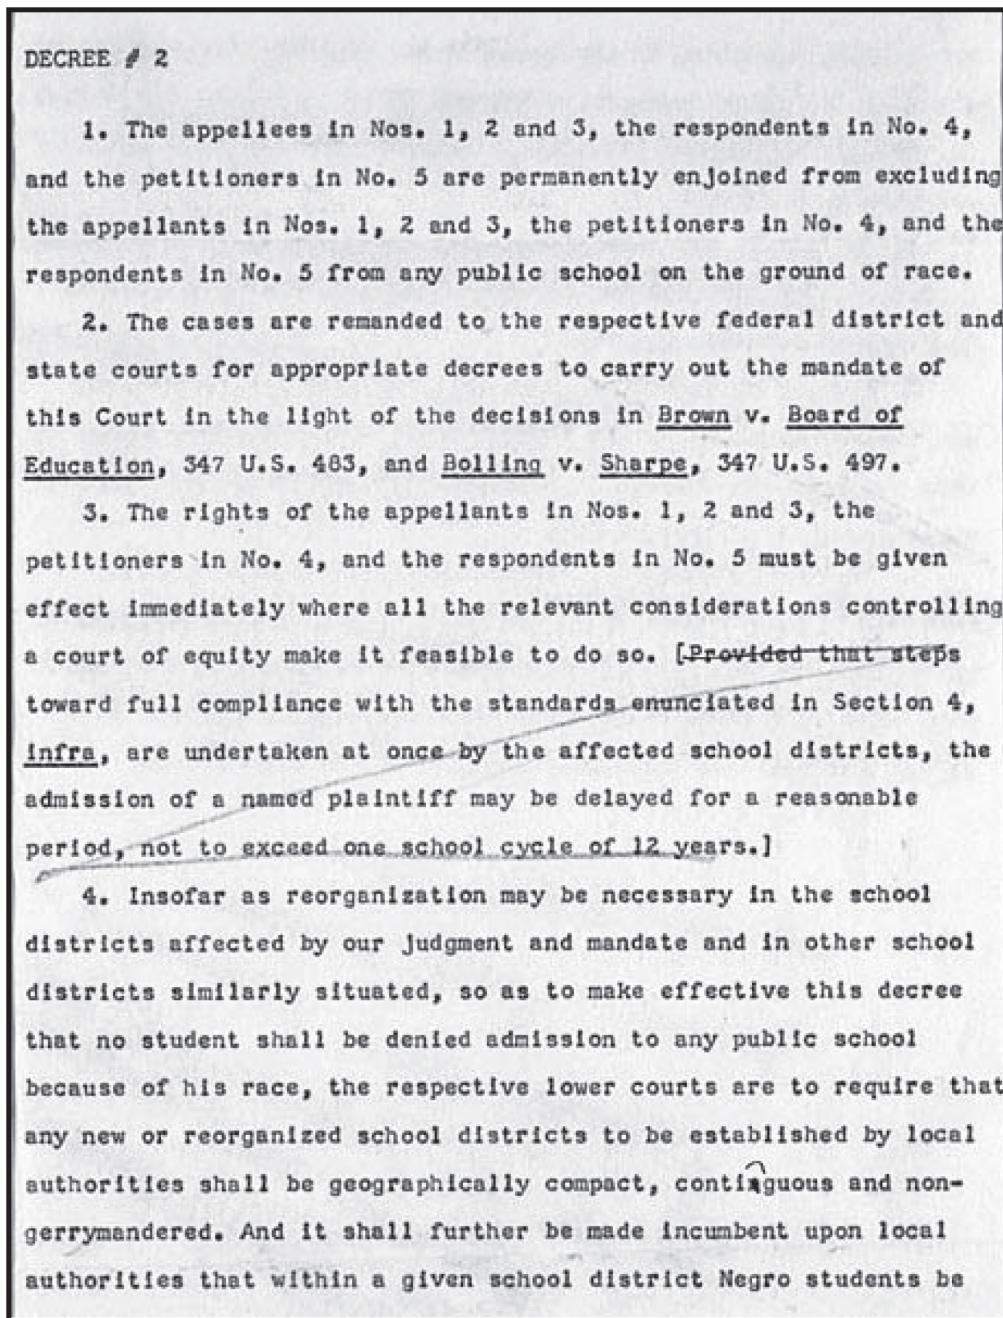 DECREE # 2
1. The appellees in Nos. 1, 2 and 3, the respondents in No. 4,
and the petitioners in No. 5 are permanently enjoined from excluding
the appellants in Nos. 1, 2 and 3, the petitioners in No. 4, and the
respondents in No. 5 from any public school on the ground of race.
2. The cases are remanded to the respective federal district and
state courts for appropriate decrees to carry out the mandate of
this Court in the light of the decisions in Brown v. Board of
Education, 347 U.S. 483, and Bolling v. Sharpe, 347 U.S. 497.
3. The rights of the appellants in Nos. 1, 2 and 3, the
petitioners in No. 4, and the respondents in No. 5 must be given
effect immediately where all the relevant considerations controlling
a court of equity make it feasible to do so. [Provided that steps
toward full compliance with the standards enunciated in Section 4,
infra, are undertaken at once by the affected school districts, the
admission of a named plaintiff may be delayed for a reasonable
period, not to exceed one school cycle of 12 years.]
4. Insofar as reorganization may be necessary in the school
districts affected by our judgment and mandate and in other school
districts similarly situated, so as to make effective this decree
that no student shall be denied admission to any public school
because of his race, the respective lower courts are to require that
any new or reorganized school districts to be established by local
authorities shall be geographically compact, contiaguous and non-
gerrymandered. And it shall further be made incumbent upon local
authorities that within a given school district Negro students be